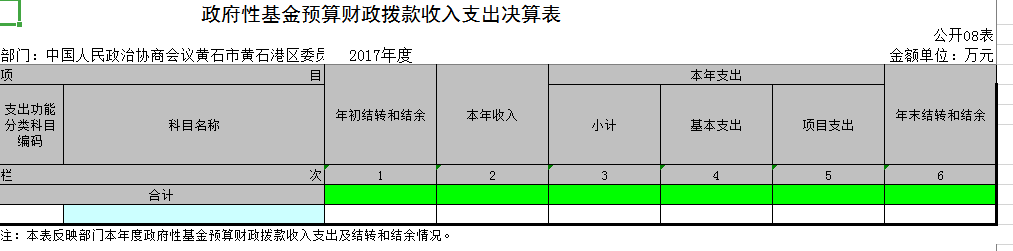 政府性基金预算财政拨款收入支出决算表
公开08表
部门：中国人民政治协商会议黄石市黄石港区委员 2017年度 金额单位：万元
项 目 年初结转和结余 本年收入 本年支出 年末结转和结余
支出功能分类科目编码 科目名称 小计 基本支出 项目支出
栏 次 1 2 3 4 5 6
合计
注：本表反映部门本年度政府性基金预算财政拨款收入支出及结转和结余情况。